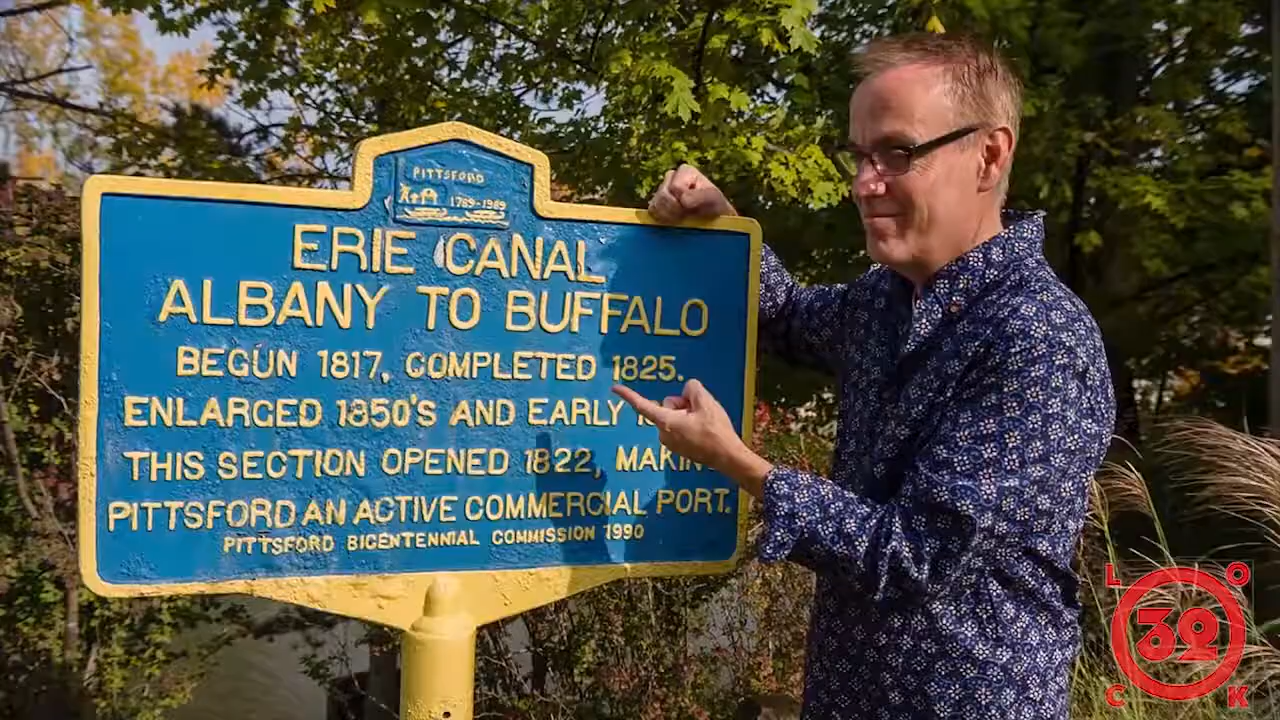 PITTSFORD
1789-1989
ERIE CANAL
ALBANY TO BUFFALO
BEGUN 1817, COMPLETED 1825.
ENLARGED 1850'S AND EARLY
THIS SECTION OPENED 1822,
PITTSFORD AN ACTIVE COMMERCIAL PORT.
PITTSFORD BICENTENNIAL COMMISSION 1990
L O
32
C K